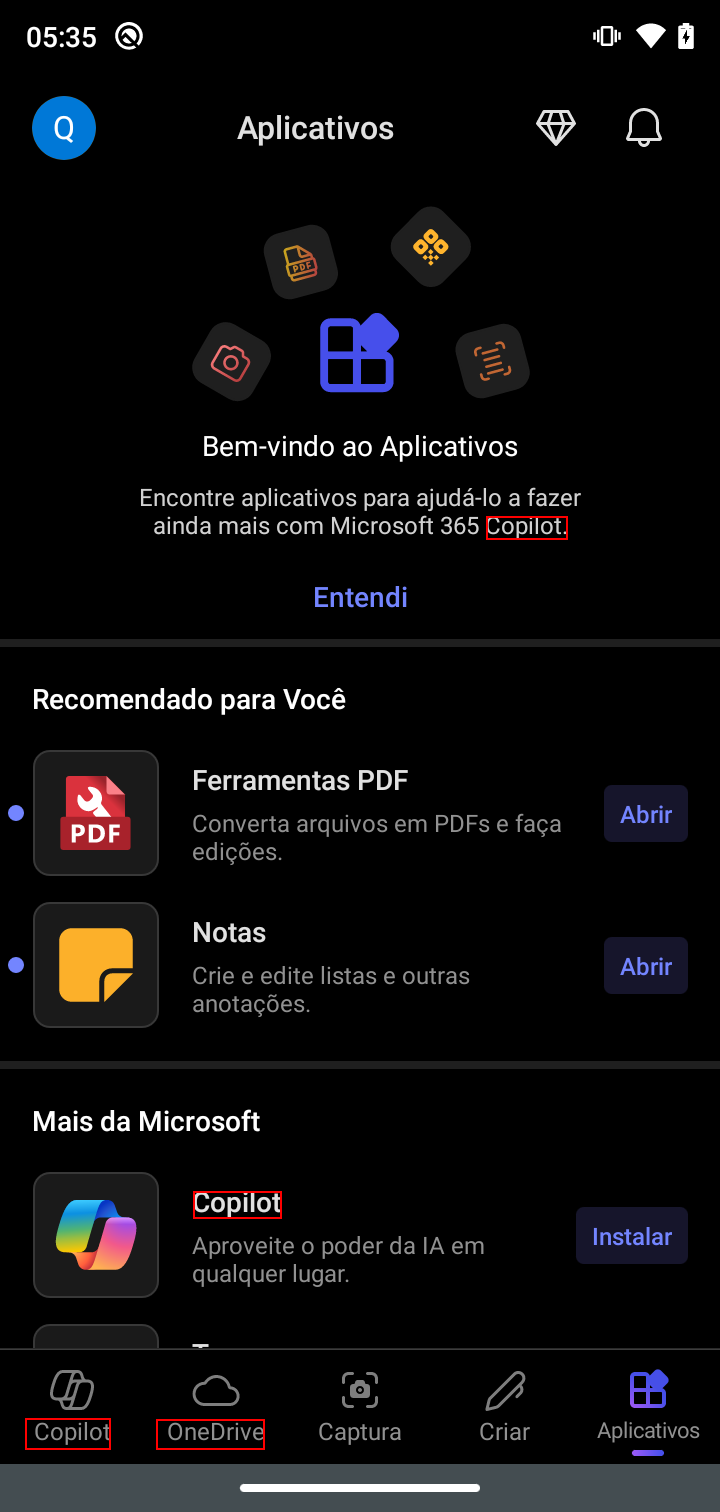 05:35
Q
Aplicativos
PDF
Bem-vindo ao Aplicativos
Encontre aplicativos para ajudá-lo a fazer
ainda mais com Microsoft 365 Copilot.
Entendi
Recomendado para Você
Ferramentas PDF
Converta arquivos em PDFs e faça
edições.
PDF
Abrir
Notas
Crie e edite listas e outras
anotações.
Abrir
Mais da Microsoft
Copilot
Aproveite o poder da IA em
qualquer lugar.
Instalar
Copilot
OneDrive
Captura
Criar
Aplicativos